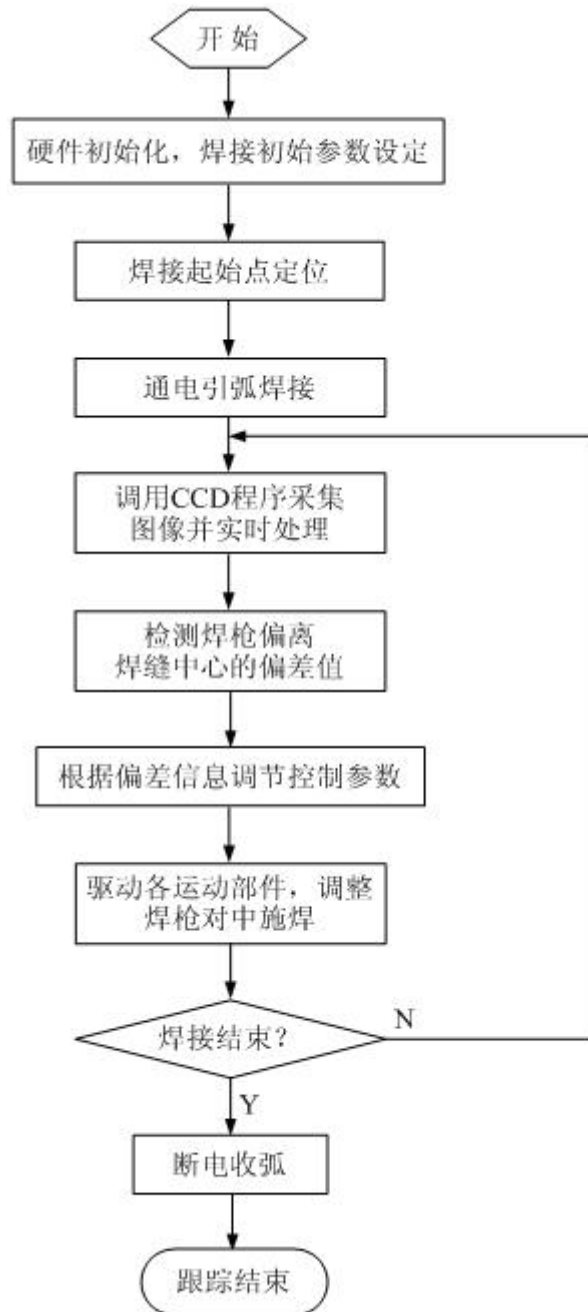 开 始
硬件初始化，焊接初始参数设定
焊接起始点定位
通电引弧焊接
调用CCD程序采集
图像并实时处理
检测焊枪偏离
焊缝中心的偏差值
根据偏差信息调节控制参数
驱动各运动部件，调整
焊枪对中施焊
焊接结束？
N
Y
断电收弧
跟踪结束